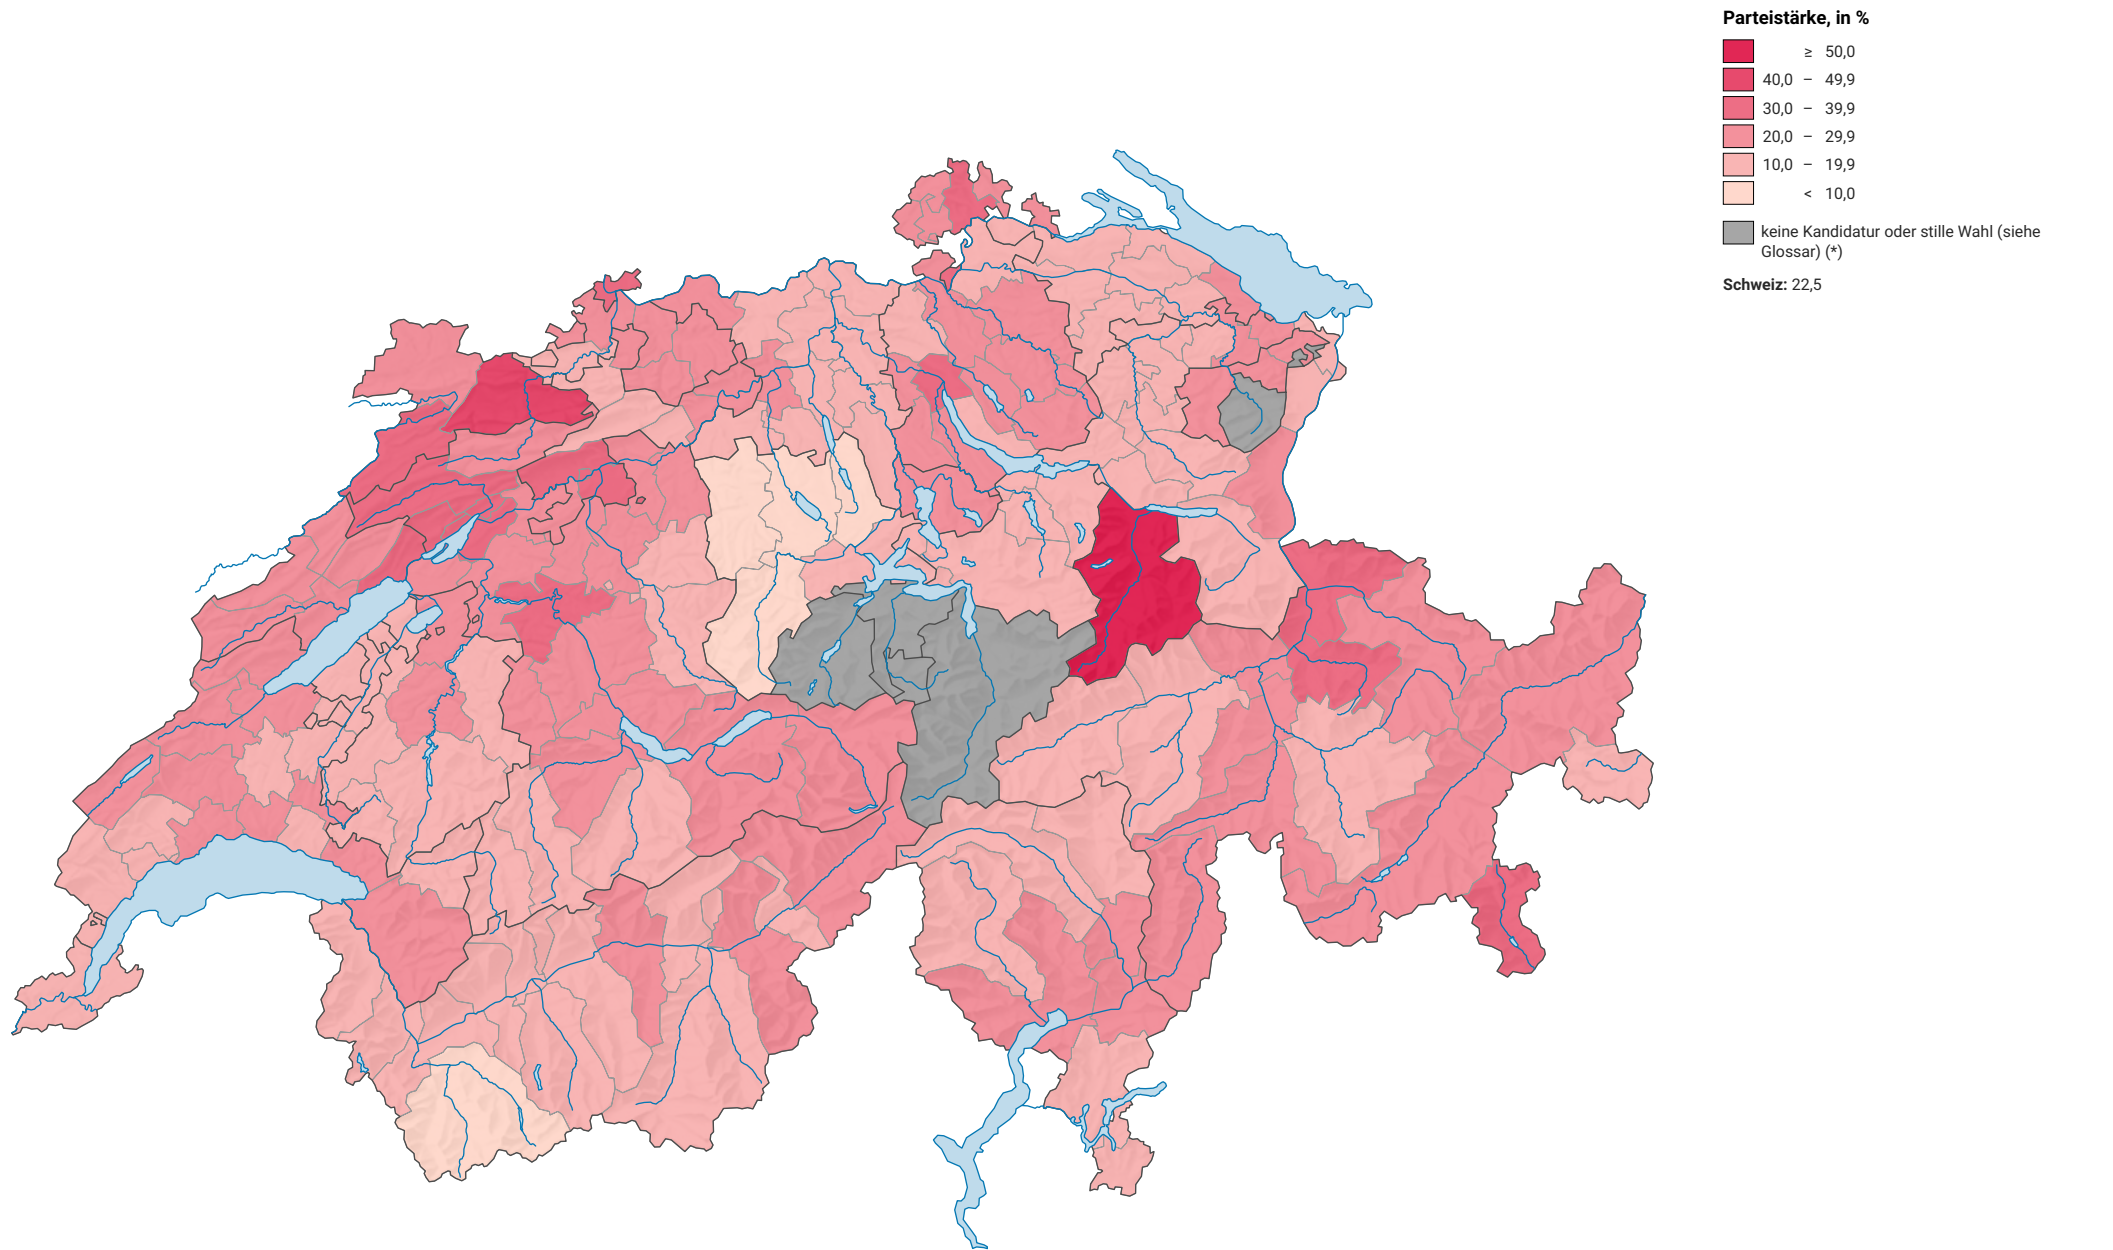 Parteistärke, in %
≥ 50,0
40,0 – 49,9
30,0 – 39,9
20,0 – 29,9
10,0 – 19,9
< 10,0
keine Kandidatur oder stille Wahl (siehe
Glossar) (*)
Schweiz: 22,5